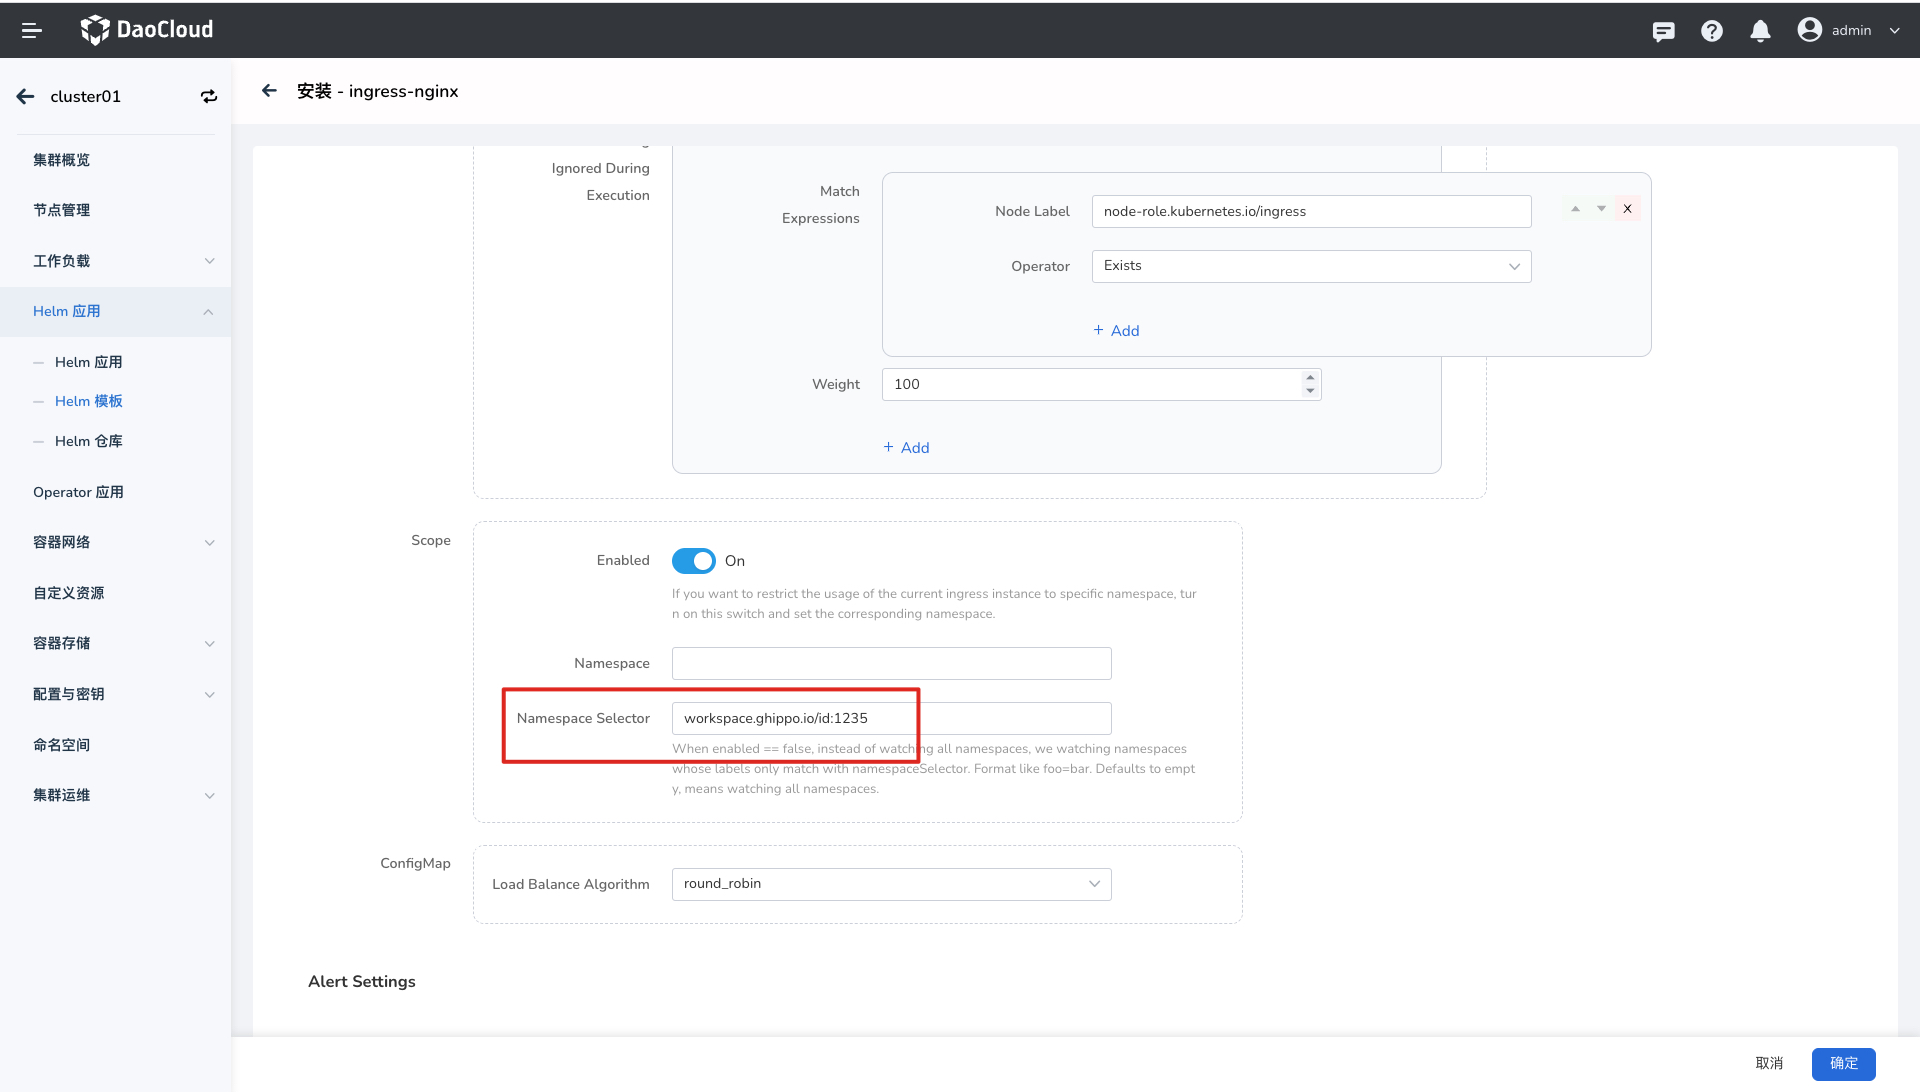 DaoCloud
admin
cluster01
安装 - ingress-nginx
集群概览
节点管理
工作负载
Helm 应用
Helm 应用
Helm 模板
Helm 仓库
Operator 应用
容器网络
自定义资源
容器存储
配置与密钥
命名空间
集群运维
Ignored During
Execution
Match
Expressions
Node Label
node-role.kubernetes.io/ingress
X
Operator
Exists
+ Add
Weight
100
+ Add
Scope
Enabled
On
If you want to restrict the usage of the current ingress instance to specific namespace, tur
n on this switch and set the corresponding namespace.
Namespace
Namespace Selector
workspace.ghippo.io/id:1235
When enabled == false, instead of watching all namespaces, we watching namespaces
whose labels only match with namespaceSelector. Format like foo=bar. Defaults to empt
y, means watching all namespaces.
ConfigMap
Load Balance Algorithm
round_robin
Alert Settings
取消
确定